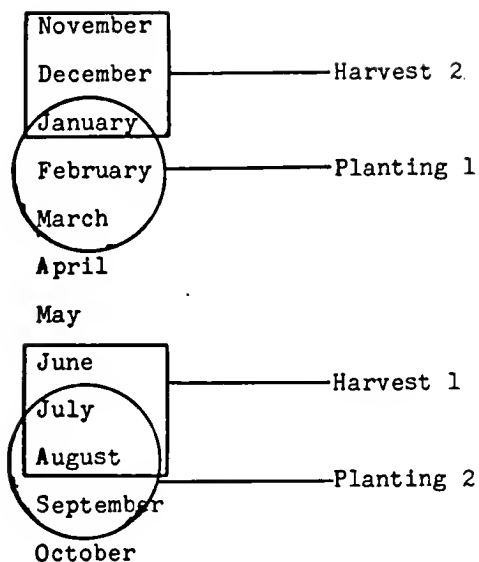 November
December Harvest 2
January
February Planting 1
March
April
May
June Harvest 1
July
August Planting 2
September
October